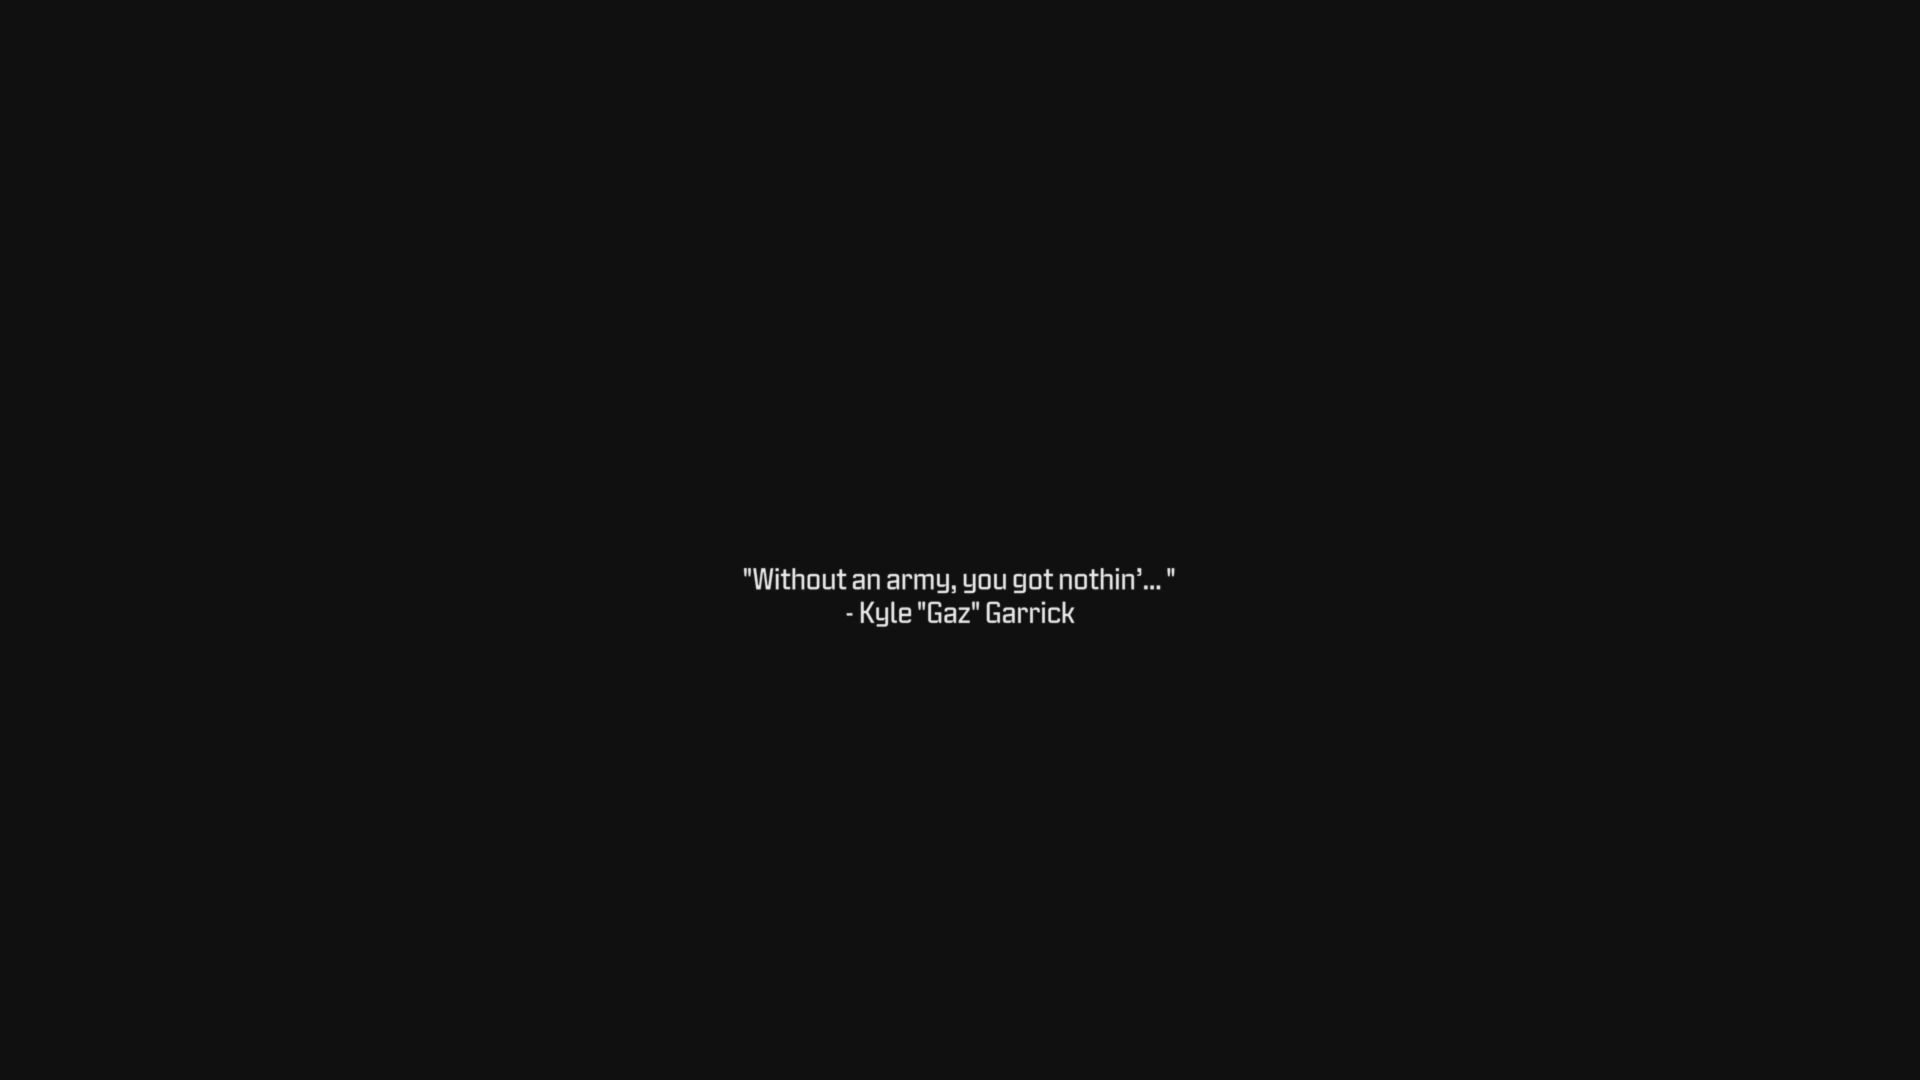 "Without an army, you got nothin’... "
- Kyle "Gaz" Garrick